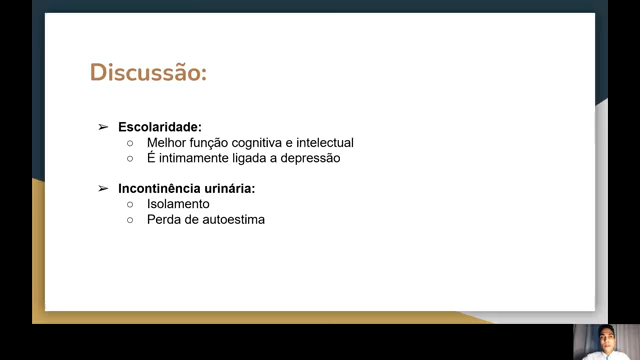 Discussão:
➢ Escolaridade:
○ Melhor função cognitiva e intelectual
○ É intimamente ligada a depressão
➢ Incontinência urinária:
○ Isolamento
○ Perda de autoestima